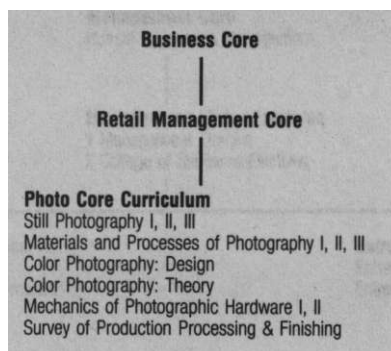 Business Core
Retail Management Core
Photo Core Curriculum
Still Photography I, II, III
Materials and Processes of Photography I, II, III
Color Photography: Design
Color Photography: Theory
Mechanics of Photographic Hardware I, II
Survey of Production Processing & Finishing